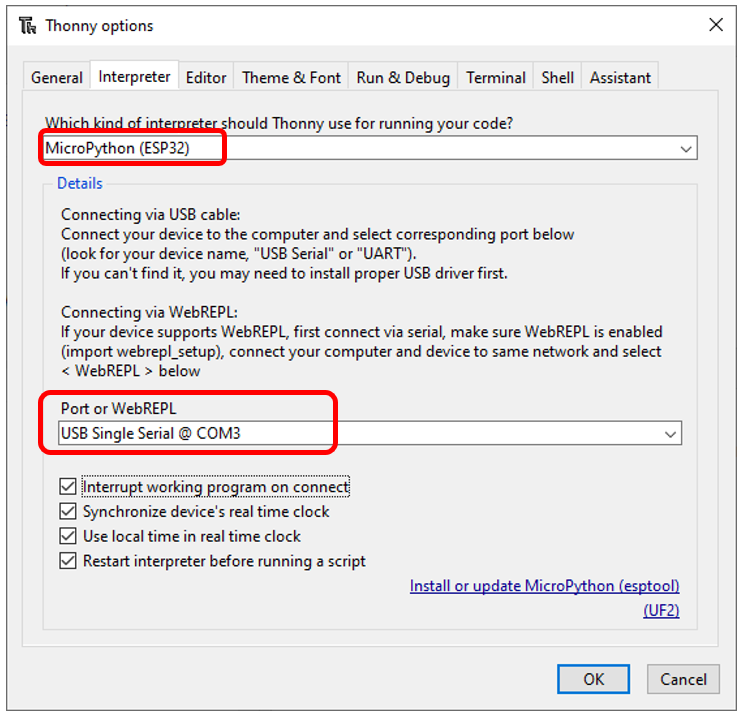 Thonny options
General Interpreter Editor Theme & Font Run & Debug Terminal Shell Assistant
Which kind of interpreter should Thonny use for running your code?
MicroPython (ESP32)
Details
Connecting via USB cable:
Connect your device to the computer and select corresponding port below
(look for your device name, "USB Serial" or "UART").
If you can't find it, you may need to install proper USB driver first.
Connecting via WebREPL:
If your device supports WebREPL, first connect via serial, make sure WebREPL is enabled
(import webrepl_setup), connect your computer and device to same network and select
< WebREPL > below
Port or WebREPL
USB Single Serial @ COM3
Interrupt working program on connect
Synchronize device's real time clock
Use local time in real time clock
Restart interpreter before running a script
Install or update MicroPython (esptool)
(UF2)
OK Cancel